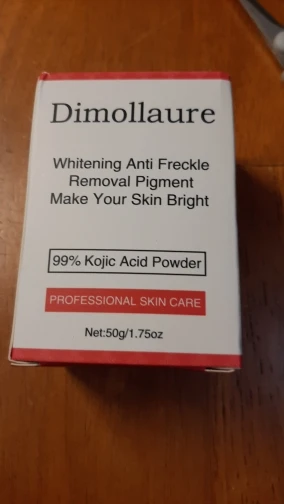 Dimollaure
Whitening Anti Freckle
Removal Pigment
Make Your Skin Bright
99% Kojic Acid Powder
PROFESSIONAL SKIN CARE
Net:50g/1.75oz